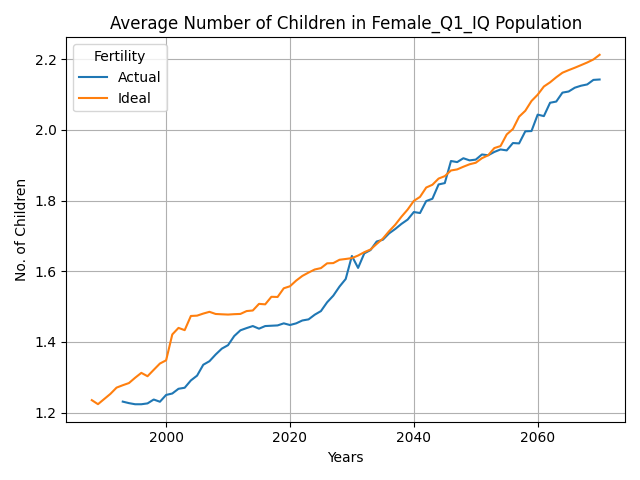 Average Number of Children in Female_Q1_IQ Population
Fertility
Actual
Ideal
No. of Children
2.2
2.0
1.8
1.6
1.4
1.2
2000
2020
2040
2060
Years